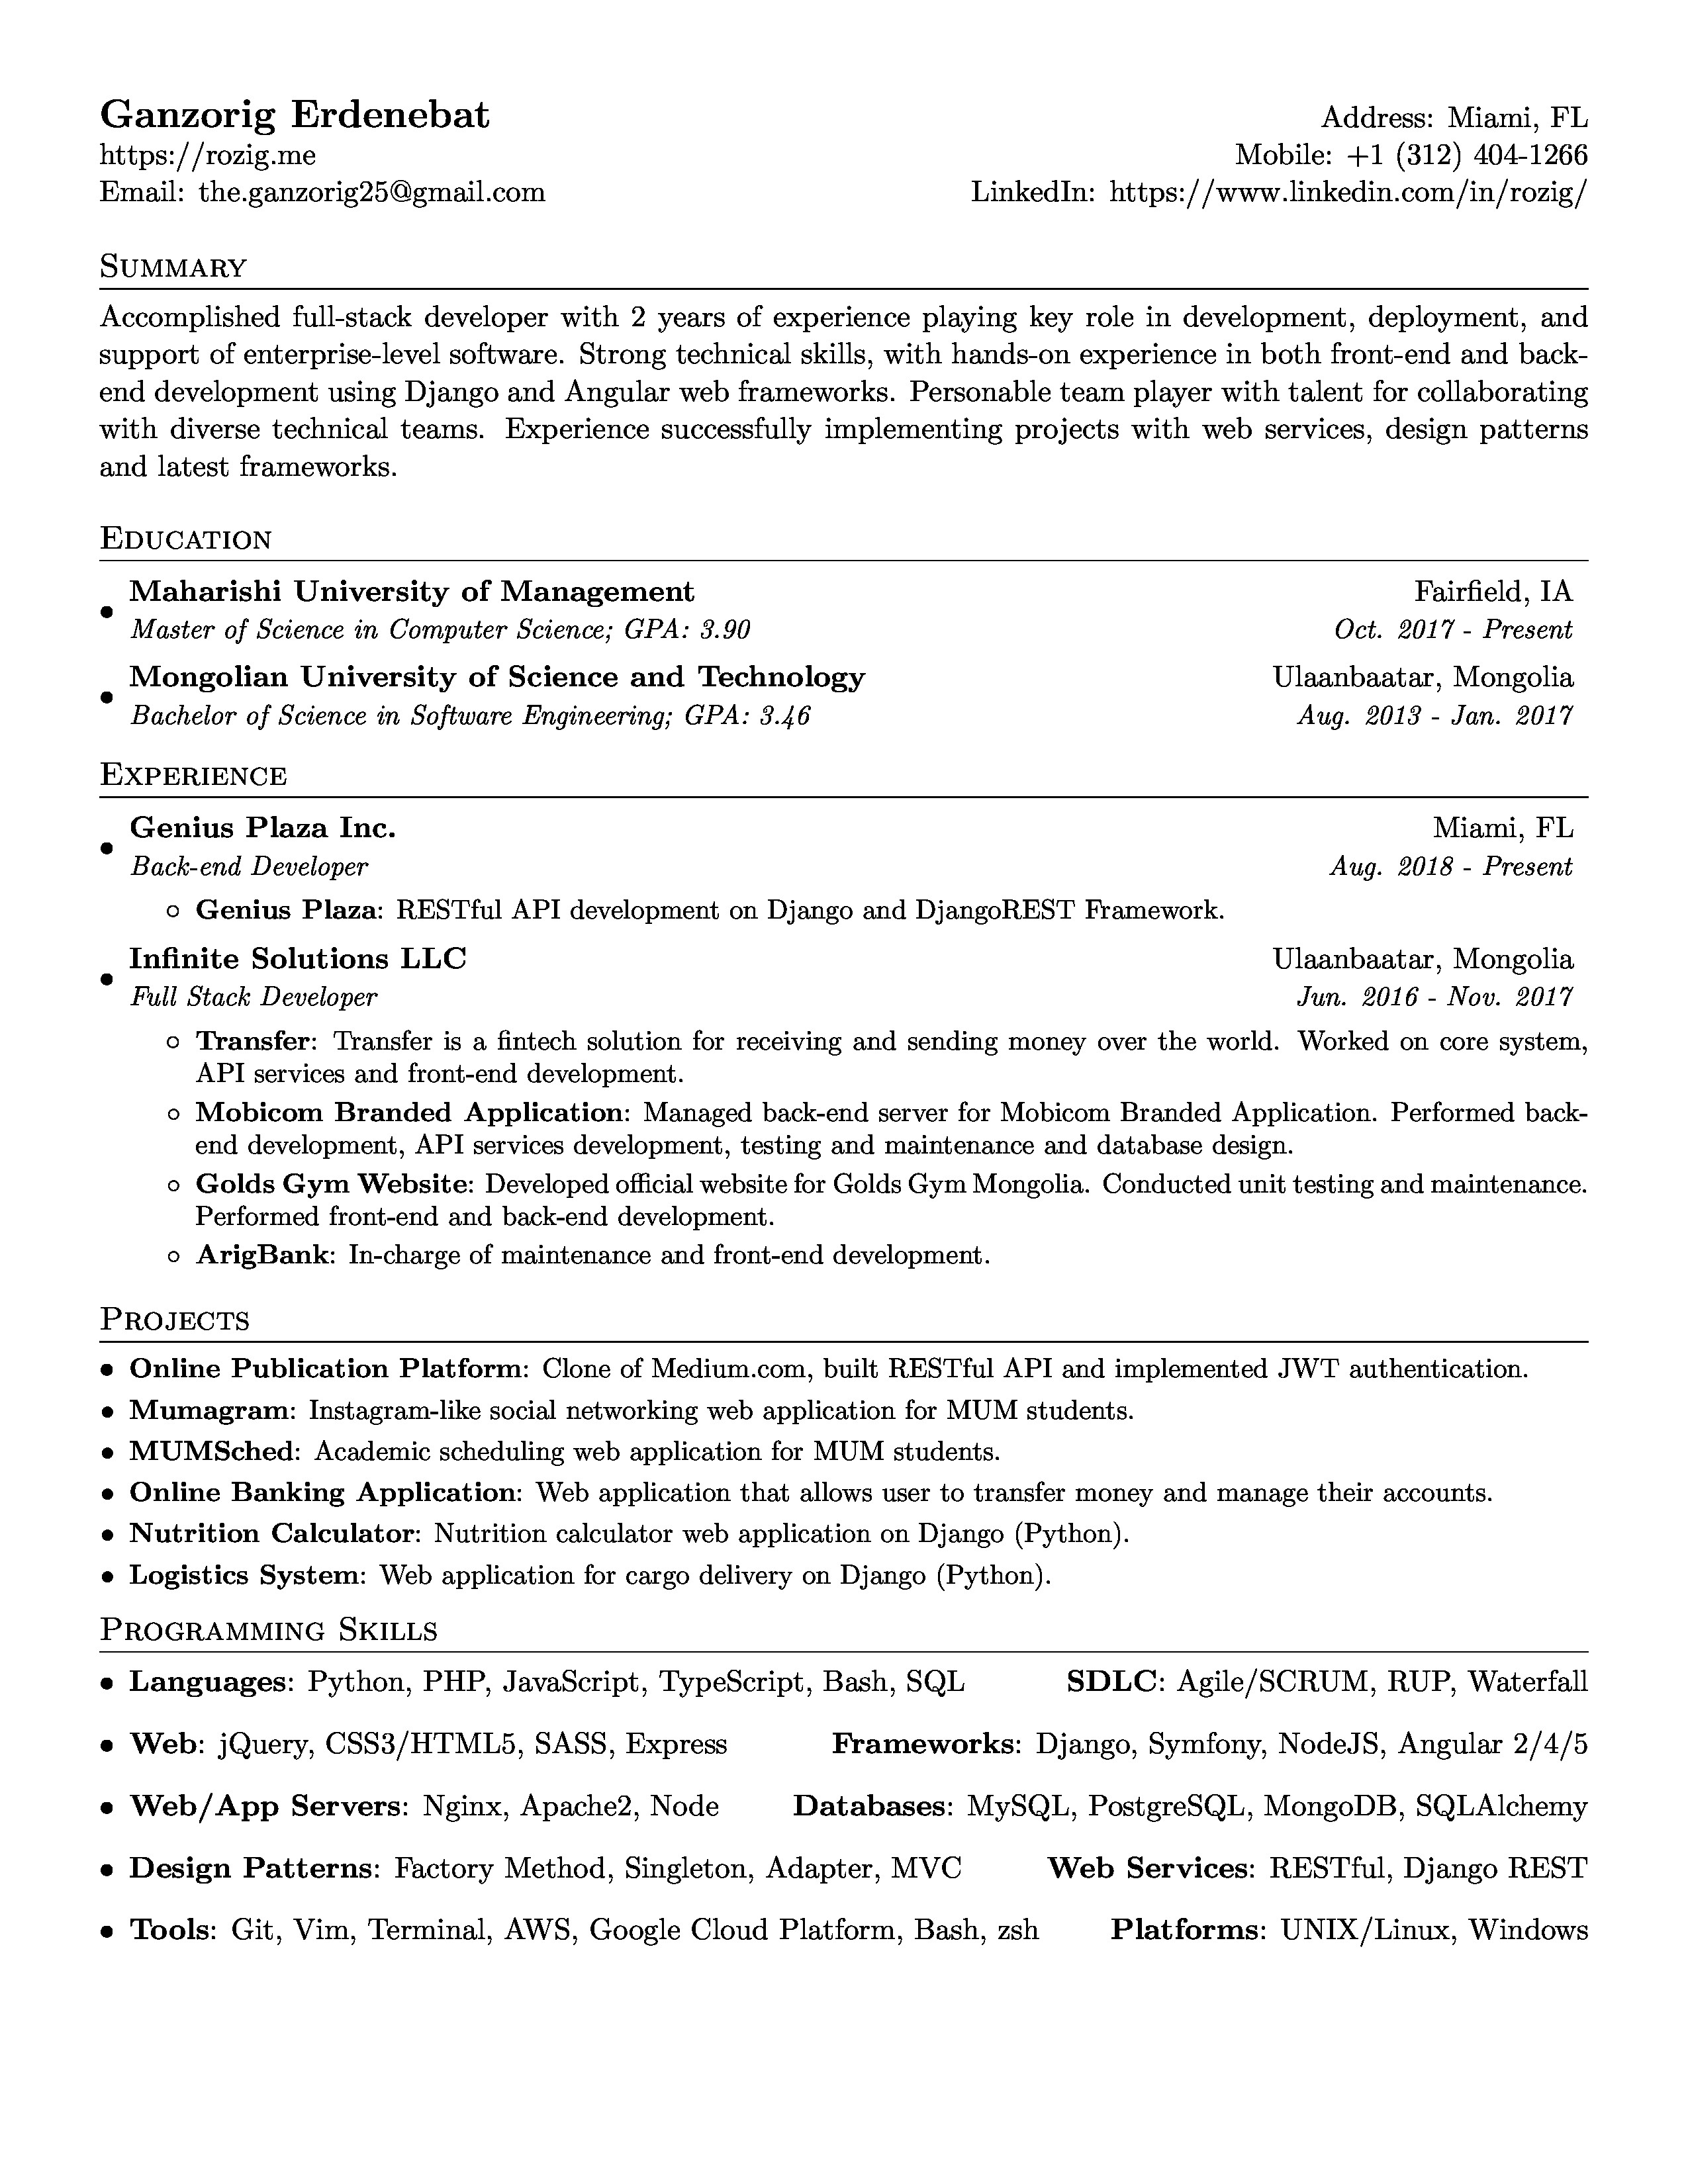 Ganzorig Erdenebat
Address: Miami, FL
https://rozig.me
Mobile: +1 (312) 404-1266
Email: the.ganzorig25@gmail.com
LinkedIn: https://www.linkedin.com/in/rozig/
Summary
Accomplished full-stack developer with 2 years of experience playing key role in development, deployment, and
support of enterprise-level software. Strong technical skills, with hands-on experience in both front-end and back-
end development using Django and Angular web frameworks. Personable team player with talent for collaborating
with diverse technical teams. Experience successfully implementing projects with web services, design patterns
and latest frameworks.
Education
• Maharishi University of Management Fairfield, IA
Master of Science in Computer Science; GPA: 3.90 Oct. 2017 - Present
• Mongolian University of Science and Technology Ulaanbaatar, Mongolia
Bachelor of Science in Software Engineering; GPA: 3.46 Aug. 2013 - Jan. 2017
Experience
• Genius Plaza Inc. Miami, FL
Back-end Developer Aug. 2018 - Present
◦ Genius Plaza: RESTful API development on Django and DjangoREST Framework.
• Infinite Solutions LLC Ulaanbaatar, Mongolia
Full Stack Developer Jun. 2016 - Nov. 2017
◦ Transfer: Transfer is a fintech solution for receiving and sending money over the world. Worked on core system,
API services and front-end development.
◦ Mobicom Branded Application: Managed back-end server for Mobicom Branded Application. Performed back-
end development, API services development, testing and maintenance and database design.
◦ Golds Gym Website: Developed official website for Golds Gym Mongolia. Conducted unit testing and maintenance.
Performed front-end and back-end development.
◦ ArigBank: In-charge of maintenance and front-end development.
Projects
• Online Publication Platform: Clone of Medium.com, built RESTful API and implemented JWT authentication.
• Mumagram: Instagram-like social networking web application for MUM students.
• MUMSched: Academic scheduling web application for MUM students.
• Online Banking Application: Web application that allows user to transfer money and manage their accounts.
• Nutrition Calculator: Nutrition calculator web application on Django (Python).
• Logistics System: Web application for cargo delivery on Django (Python).
Programming Skills
• Languages: Python, PHP, JavaScript, TypeScript, Bash, SQL SDLC: Agile/SCRUM, RUP, Waterfall
• Web: jQuery, CSS3/HTML5, SASS, Express Frameworks: Django, Symfony, NodeJS, Angular 2/4/5
• Web/App Servers: Nginx, Apache2, Node Databases: MySQL, PostgreSQL, MongoDB, SQLAlchemy
• Design Patterns: Factory Method, Singleton, Adapter, MVC Web Services: RESTful, Django REST
• Tools: Git, Vim, Terminal, AWS, Google Cloud Platform, Bash, zsh Platforms: UNIX/Linux, Windows